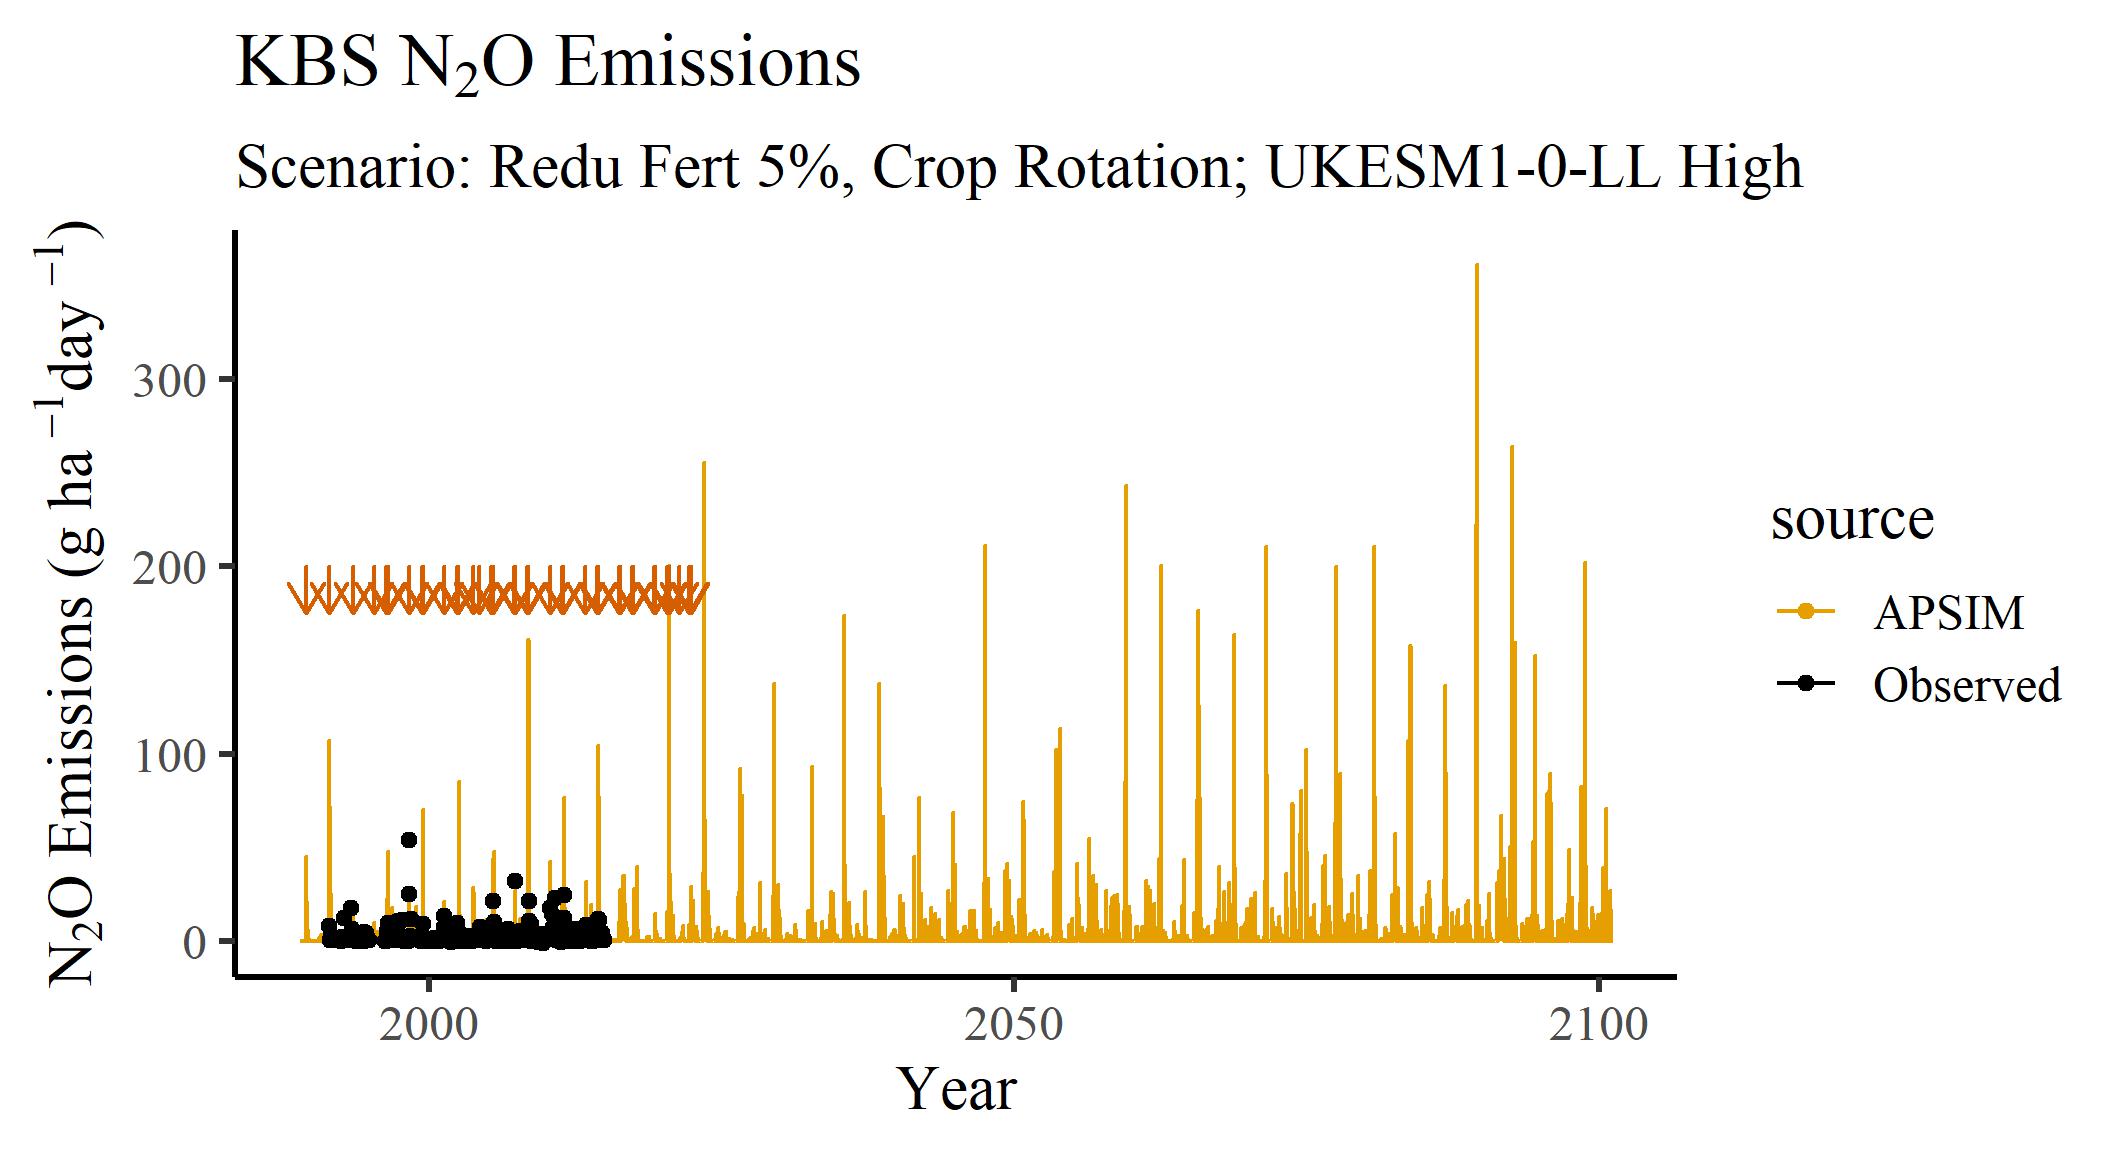 KBS N₂O Emissions
Scenario: Redu Fert 5%, Crop Rotation; UKESM1-0-LL High
N₂O Emissions (g ha⁻¹day⁻¹)
300
200
100
0
2000 2050 2100
Year
source
APSIM
Observed